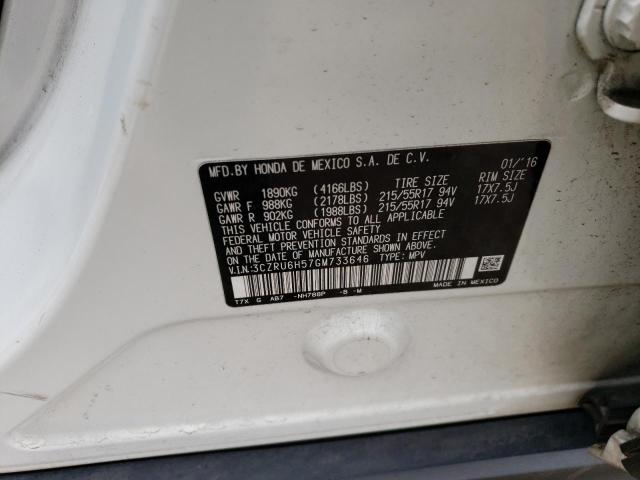 MFD.BY HONDA DE MEXICO S.A. DE C.V. 01/'16
GVWR 1890KG (4166LBS) TIRE SIZE RIM SIZE
GAWR F 988KG (2178LBS) 215/55R17 94V 17X7.5J
GAWR R 902KG (1988LBS) 215/55R17 94V 17X7.5J
THIS VEHICLE CONFORMS TO ALL APPLICABLE
FEDERAL MOTOR VEHICLE SAFETY
STANDARDS IN EFFECT ON THE
DATE OF MANUFACTURE SHOWN ABOVE.
V.I.N:3CZRU6H57GM733646 TYPE: MPV
T7X G AB7 -NH788P -B -M MADE IN MEXICO